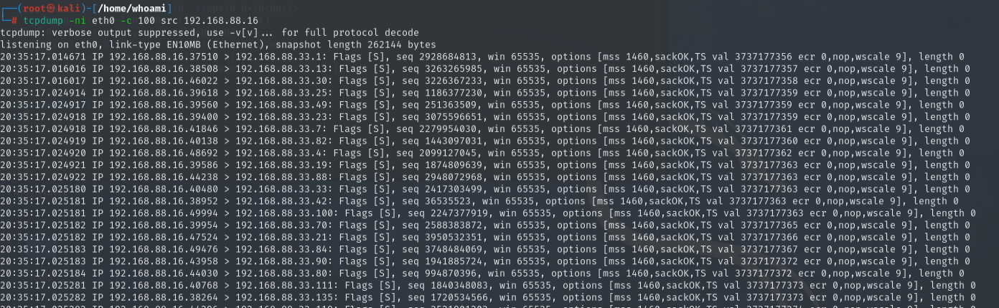 ┌──(root㉿kali)-[/home/whoami]
└─# tcpdump -ni eth0 -c 100 src 192.168.88.16
tcpdump: verbose output suppressed, use -v[v]... for full protocol decode
listening on eth0, link-type EN10MB (Ethernet), snapshot length 262144 bytes
20:35:17.014671 IP 192.168.88.16.37510 > 192.168.88.33.1: Flags [S], seq 2928684813, win 65535, options [mss 1460,sackOK,TS val 3737177356 ecr 0,nop,wscale 9], length 0
20:35:17.016016 IP 192.168.88.16.38508 > 192.168.88.33.13: Flags [S], seq 3263265985, win 65535, options [mss 1460,sackOK,TS val 3737177357 ecr 0,nop,wscale 9], length 0
20:35:17.016017 IP 192.168.88.16.46022 > 192.168.88.33.30: Flags [S], seq 3226367233, win 65535, options [mss 1460,sackOK,TS val 3737177358 ecr 0,nop,wscale 9], length 0
20:35:17.024914 IP 192.168.88.16.39618 > 192.168.88.33.25: Flags [S], seq 1186377230, win 65535, options [mss 1460,sackOK,TS val 3737177359 ecr 0,nop,wscale 9], length 0
20:35:17.024917 IP 192.168.88.16.39560 > 192.168.88.33.49: Flags [S], seq 251363509, win 65535, options [mss 1460,sackOK,TS val 3737177359 ecr 0,nop,wscale 9], length 0
20:35:17.024918 IP 192.168.88.16.39400 > 192.168.88.33.23: Flags [S], seq 3075596651, win 65535, options [mss 1460,sackOK,TS val 3737177359 ecr 0,nop,wscale 9], length 0
20:35:17.024918 IP 192.168.88.16.41846 > 192.168.88.33.7: Flags [S], seq 2279954030, win 65535, options [mss 1460,sackOK,TS val 3737177361 ecr 0,nop,wscale 9], length 0
20:35:17.024919 IP 192.168.88.16.40138 > 192.168.88.33.82: Flags [S], seq 1443097031, win 65535, options [mss 1460,sackOK,TS val 3737177360 ecr 0,nop,wscale 9], length 0
20:35:17.024920 IP 192.168.88.16.48692 > 192.168.88.33.4: Flags [S], seq 2099127045, win 65535, options [mss 1460,sackOK,TS val 3737177362 ecr 0,nop,wscale 9], length 0
20:35:17.024921 IP 192.168.88.16.39586 > 192.168.88.33.19: Flags [S], seq 1874809639, win 65535, options [mss 1460,sackOK,TS val 3737177363 ecr 0,nop,wscale 9], length 0
20:35:17.024922 IP 192.168.88.16.44238 > 192.168.88.33.88: Flags [S], seq 2948072968, win 65535, options [mss 1460,sackOK,TS val 3737177363 ecr 0,nop,wscale 9], length 0
20:35:17.025180 IP 192.168.88.16.40480 > 192.168.88.33.33: Flags [S], seq 2417303499, win 65535, options [mss 1460,sackOK,TS val 3737177363 ecr 0,nop,wscale 9], length 0
20:35:17.025181 IP 192.168.88.16.38952 > 192.168.88.33.42: Flags [S], seq 36535523, win 65535, options [mss 1460,sackOK,TS val 3737177363 ecr 0,nop,wscale 9], length 0
20:35:17.025181 IP 192.168.88.16.49994 > 192.168.88.33.100: Flags [S], seq 2247377919, win 65535, options [mss 1460,sackOK,TS val 3737177363 ecr 0,nop,wscale 9], length 0
20:35:17.025182 IP 192.168.88.16.39954 > 192.168.88.33.70: Flags [S], seq 2588383872, win 65535, options [mss 1460,sackOK,TS val 3737177365 ecr 0,nop,wscale 9], length 0
20:35:17.025182 IP 192.168.88.16.47524 > 192.168.88.33.21: Flags [S], seq 3950532351, win 65535, options [mss 1460,sackOK,TS val 3737177366 ecr 0,nop,wscale 9], length 0
20:35:17.025183 IP 192.168.88.16.49476 > 192.168.88.33.84: Flags [S], seq 3748484069, win 65535, options [mss 1460,sackOK,TS val 3737177367 ecr 0,nop,wscale 9], length 0
20:35:17.025183 IP 192.168.88.16.43958 > 192.168.88.33.90: Flags [S], seq 1941885724, win 65535, options [mss 1460,sackOK,TS val 3737177372 ecr 0,nop,wscale 9], length 0
20:35:17.025184 IP 192.168.88.16.44030 > 192.168.88.33.80: Flags [S], seq 994870396, win 65535, options [mss 1460,sackOK,TS val 3737177372 ecr 0,nop,wscale 9], length 0
20:35:17.025281 IP 192.168.88.16.40768 > 192.168.88.33.111: Flags [S], seq 1840348083, win 65535, options [mss 1460,sackOK,TS val 3737177373 ecr 0,nop,wscale 9], length 0
20:35:17.025282 IP 192.168.88.16.38264 > 192.168.88.33.135: Flags [S], seq 1720534566, win 65535, options [mss 1460,sackOK,TS val 3737177373 ecr 0,nop,wscale 9], length 0